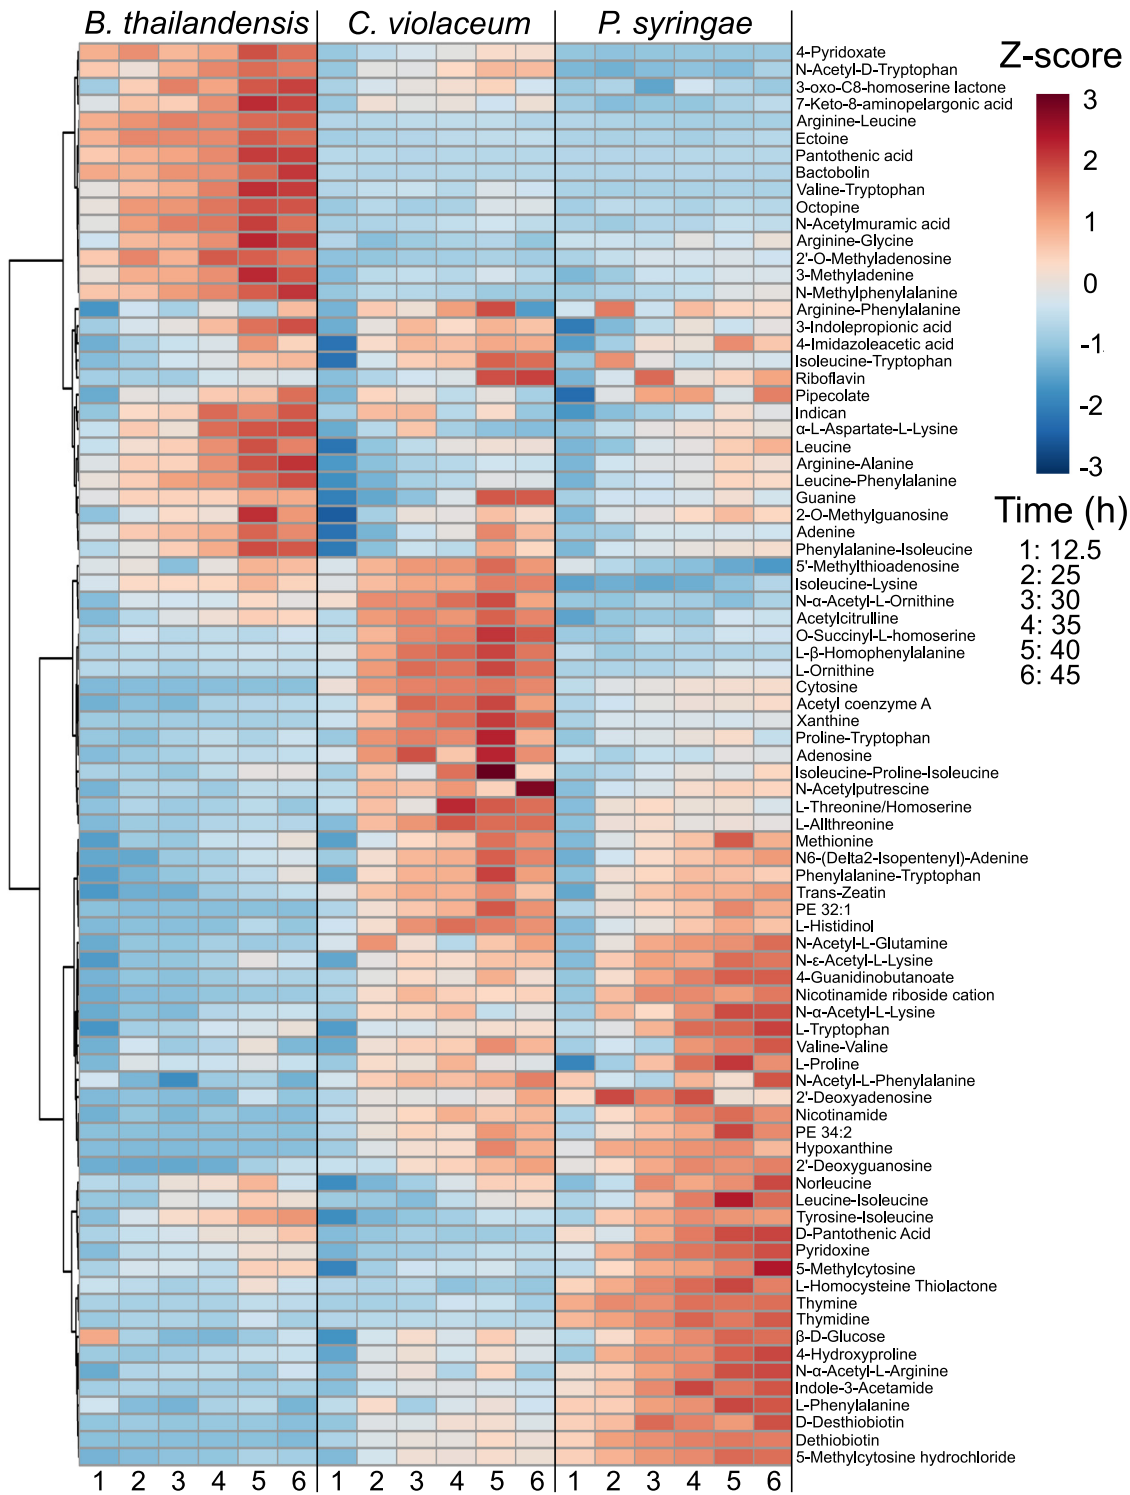 B. thailandensis
C. violaceum
P. syringae
4-Pyridoxate
N-Acetyl-D-Tryptophan
3-oxo-C8-homoserine lactone
7-Keto-8-aminopelargonic acid
Arginine-Leucine
Ectoine
Pantothenic acid
Bactobolin
Valine-Tryptophan
Octopine
N-Acetylmuramic acid
Arginine-Glycine
2'-O-Methyladenosine
3-Methyladenine
N-Methylphenylalanine
Arginine-Phenylalanine
3-Indolepropionic acid
4-Imidazoleacetic acid
Isoleucine-Tryptophan
Riboflavin
Pipecolate
Indican
α-L-Aspartate-L-Lysine
Leucine
Arginine-Alanine
Leucine-Phenylalanine
Guanine
2-O-Methylguanosine
Adenine
Phenylalanine-Isoleucine
5'-Methylthioadenosine
Isoleucine-Lysine
N-α-Acetyl-L-Ornithine
Acetylcitrulline
O-Succinyl-L-homoserine
L-β-Homophenylalanine
L-Ornithine
Cytosine
Acetyl coenzyme A
Xanthine
Proline-Tryptophan
Adenosine
Isoleucine-Proline-Isoleucine
N-Acetylputrescine
L-Threonine/Homoserine
L-Allthreonine
Methionine
N6-(Delta2-Isopentenyl)-Adenine
Phenylalanine-Tryptophan
Trans-Zeatin
PE 32:1
L-Histidinol
N-Acetyl-L-Glutamine
N-ε-Acetyl-L-Lysine
4-Guanidinobutanoate
Nicotinamide riboside cation
N-α-Acetyl-L-Lysine
L-Tryptophan
Valine-Valine
L-Proline
N-Acetyl-L-Phenylalanine
2'-Deoxyadenosine
Nicotinamide
PE 34:2
Hypoxanthine
2'-Deoxyguanosine
Norleucine
Leucine-Isoleucine
Tyrosine-Isoleucine
D-Pantothenic Acid
Pyridoxine
5-Methylcytosine
L-Homocysteine Thiolactone
Thymine
Thymidine
β-D-Glucose
4-Hydroxyproline
N-α-Acetyl-L-Arginine
Indole-3-Acetamide
L-Phenylalanine
D-Desthiobiotin
Dethiobiotin
5-Methylcytosine hydrochloride
1 2 3 4 5 6 1 2 3 4 5 6 1 2 3 4 5 6
Z-score
3
2
1
0
-1
-2
-3
Time (h)
1: 12.5
2: 25
3: 30
4: 35
5: 40
6: 45